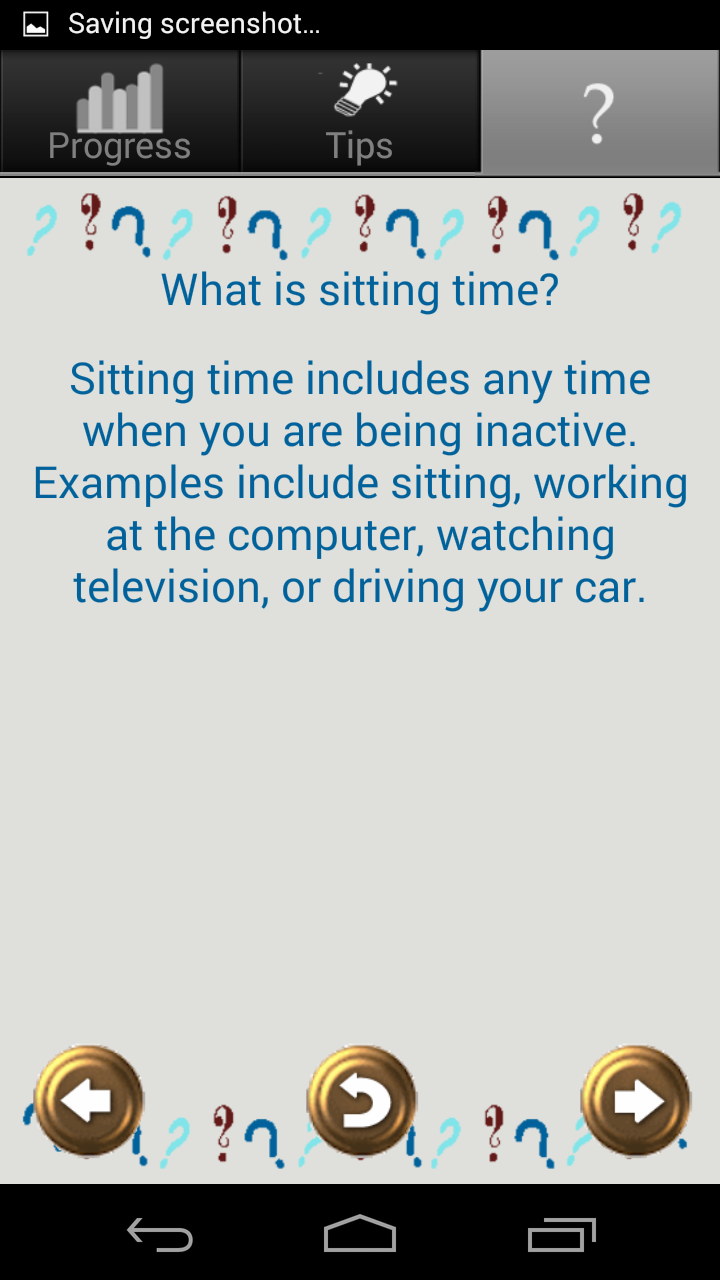 Saving screenshot...
Progress
Tips
?
What is sitting time?
Sitting time includes any time
when you are being inactive.
Examples include sitting, working
at the computer, watching
television, or driving your car.